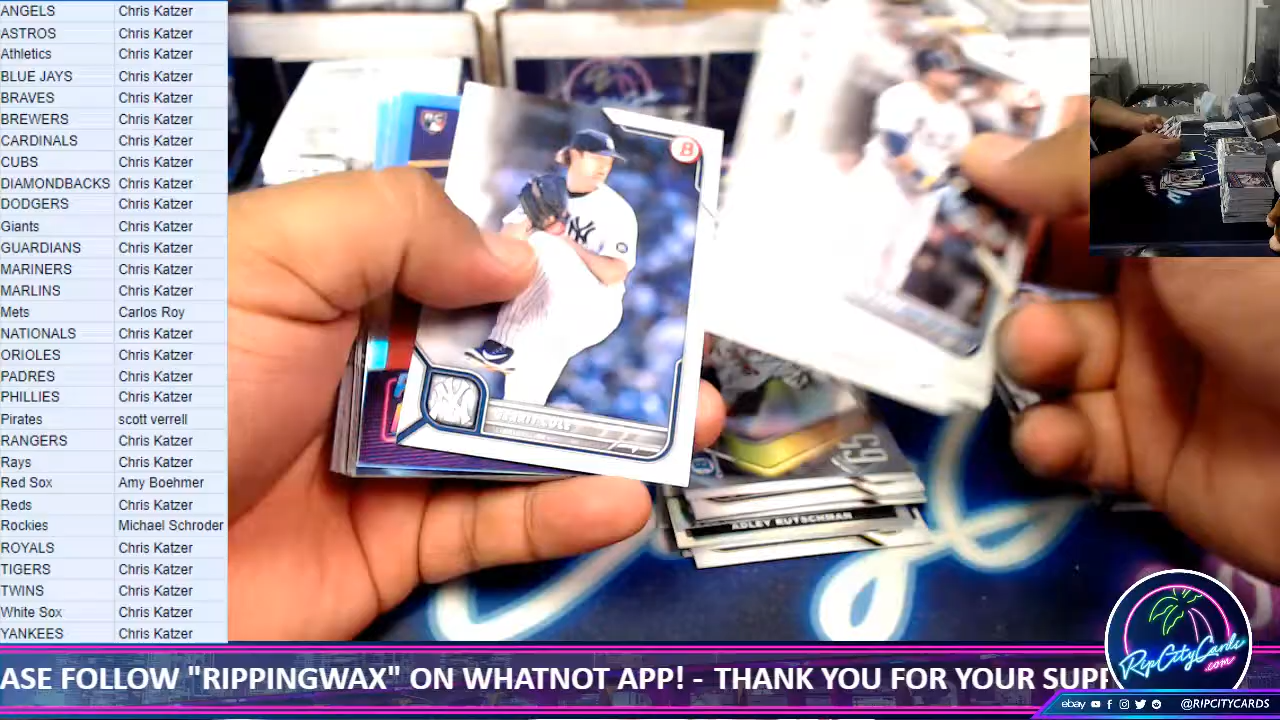 ANGELS Chris Katzer
ASTROS Chris Katzer
Athletics Chris Katzer
BLUE JAYS Chris Katzer
BRAVES Chris Katzer
BREWERS Chris Katzer
CARDINALS Chris Katzer
CUBS Chris Katzer
DIAMONDBACKS Chris Katzer
DODGERS Chris Katzer
Giants Chris Katzer
GUARDIANS Chris Katzer
MARINERS Chris Katzer
MARLINS Chris Katzer
Mets Carlos Roy
NATIONALS Chris Katzer
ORIOLES Chris Katzer
PADRES Chris Katzer
PHILLIES Chris Katzer
Pirates scott verrell
RANGERS Chris Katzer
Rays Chris Katzer
Red Sox Amy Boehmer
Reds Chris Katzer
Rockies Michael Schroder
ROYALS Chris Katzer
TIGERS Chris Katzer
TWINS Chris Katzer
White Sox Chris Katzer
YANKEES Chris Katzer
RC
B
NY
NY
65
ADLEY RUTSCHMAN
RipCityCards
.com
ASE FOLLOW "RIPPINGWAX" ON WHATNOT APP! - THANK YOU FOR YOUR SUPP
ebay @RIPCITYCARDS